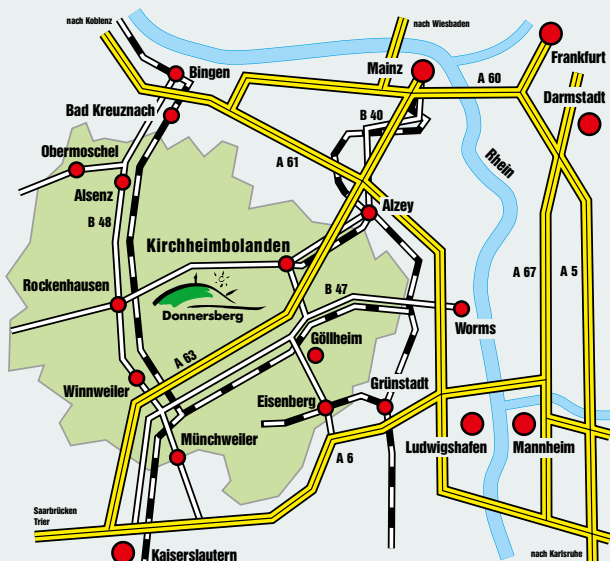 nach Koblenz
nach Wiesbaden
Frankfurt
Bingen
Mainz
A 60
Darmstadt
Bad Kreuznach
B 40
Obermoschel
A 61
Rhein
Alsenz
Alzey
B 48
Kirchheimbolanden
A 67
A 5
Rockenhausen
B 47
Donnersberg
Worms
Göllheim
A 63
Winnweiler
Grünstadt
Eisenberg
Münchweiler
Ludwigshafen
Mannheim
A 6
Saarbrücken
Trier
Kaiserslautern
nach Karlsruhe